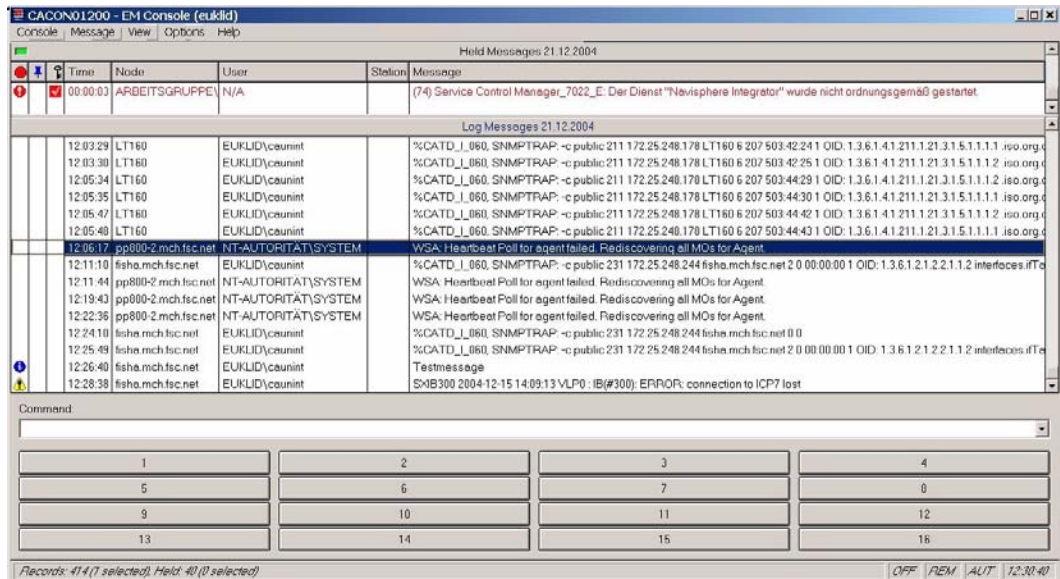 CACON01200 - EM Console (euklid)
Console Message View Options Help
Held Messages 21.12.2004
Time Node User Station Message
00:00:03 ARBEITSGRUPPE\ N/A (74) Service Control Manager_7022_E: Der Dienst "Navisphere Integrator" wurde nicht ordnungsgemäß gestartet.
Log Messages 21.12.2004
12:03:29 LT160 EUKLID\caunint %CATD_I_060, SNMPTRAP: -c public 211 172.25.248.178 LT160 6 207 503:42:24 1 OID: 1.3.6.1.4.1.211.1.21.3.1.5.1.1.1.1 .iso.org.d
12:03:30 LT160 EUKLID\caunint %CATD_I_060, SNMPTRAP: -c public 211 172.25.248.178 LT160 6 207 503:42:25 1 OID: 1.3.6.1.4.1.211.1.21.3.1.5.1.1.1.2 .iso.org.d
12:05:34 LT160 EUKLID\caunint %CATD_I_060, SNMPTRAP: -c public 211 172.25.248.178 LT160 6 207 503:44:29 1 OID: 1.3.6.1.4.1.211.1.21.3.1.5.1.1.1.2 .iso.org.d
12:05:35 LT160 EUKLID\caunint %CATD_I_060, SNMPTRAP: -c public 211 172.25.248.178 LT160 6 207 503:44:30 1 OID: 1.3.6.1.4.1.211.1.21.3.1.5.1.1.1.1 .iso.org.d
12:05:47 LT160 EUKLID\caunint %CATD_I_060, SNMPTRAP: -c public 211 172.25.248.178 LT160 6 207 503:44:42 1 OID: 1.3.6.1.4.1.211.1.21.3.1.5.1.1.1.2 .iso.org.d
12:05:48 LT160 EUKLID\caunint %CATD_I_060, SNMPTRAP: -c public 211 172.25.248.178 LT160 6 207 503:44:43 1 OID: 1.3.6.1.4.1.211.1.21.3.1.5.1.1.1.1 .iso.org.d
12:06:17 pp800-2.mch.fsc.net NT-AUTORITÄT\SYSTEM WSA: Heartbeat Poll for agent failed. Rediscovering all MOs for Agent.
12:11:10 fisha.mch.fsc.net EUKLID\caunint %CATD_I_060, SNMPTRAP: -c public 231 172.25.248.244 fisha.mch.fsc.net 2 0 00:00:00 1 OID: 1.3.6.1.2.1.2.2.1.1.2 interfaces.ifTa
12:11:44 pp800-2.mch.fsc.net NT-AUTORITÄT\SYSTEM WSA: Heartbeat Poll for agent failed. Rediscovering all MOs for Agent.
12:19:43 pp800-2.mch.fsc.net NT-AUTORITÄT\SYSTEM WSA: Heartbeat Poll for agent failed. Rediscovering all MOs for Agent.
12:22:36 pp800-2.mch.fsc.net NT-AUTORITÄT\SYSTEM WSA: Heartbeat Poll for agent failed. Rediscovering all MOs for Agent.
12:24:10 fisha.mch.fsc.net EUKLID\caunint %CATD_I_060, SNMPTRAP: -c public 231 172.25.248.244 fisha.mch.fsc.net 0 0
12:25:49 fisha.mch.fsc.net EUKLID\caunint %CATD_I_060, SNMPTRAP: -c public 231 172.25.248.244 fisha.mch.fsc.net 2 0 00:00:00 1 OID: 1.3.6.1.2.1.2.2.1.1.2 interfaces.ifTa
12:26:40 fisha.mch.fsc.net EUKLID\caunint Testmessage
12:28:38 fisha.mch.fsc.net EUKLID\caunint SXIB300 2004-12-15 14:09:13 VLP0 : IB(#300): ERROR: connection to ICP7 lost
Command:
1 2 3 4
5 6 7 8
9 10 11 12
13 14 15 16
Records: 414 (1 selected), Held: 40 (0 selected) OFF REM AUT 12:30:40